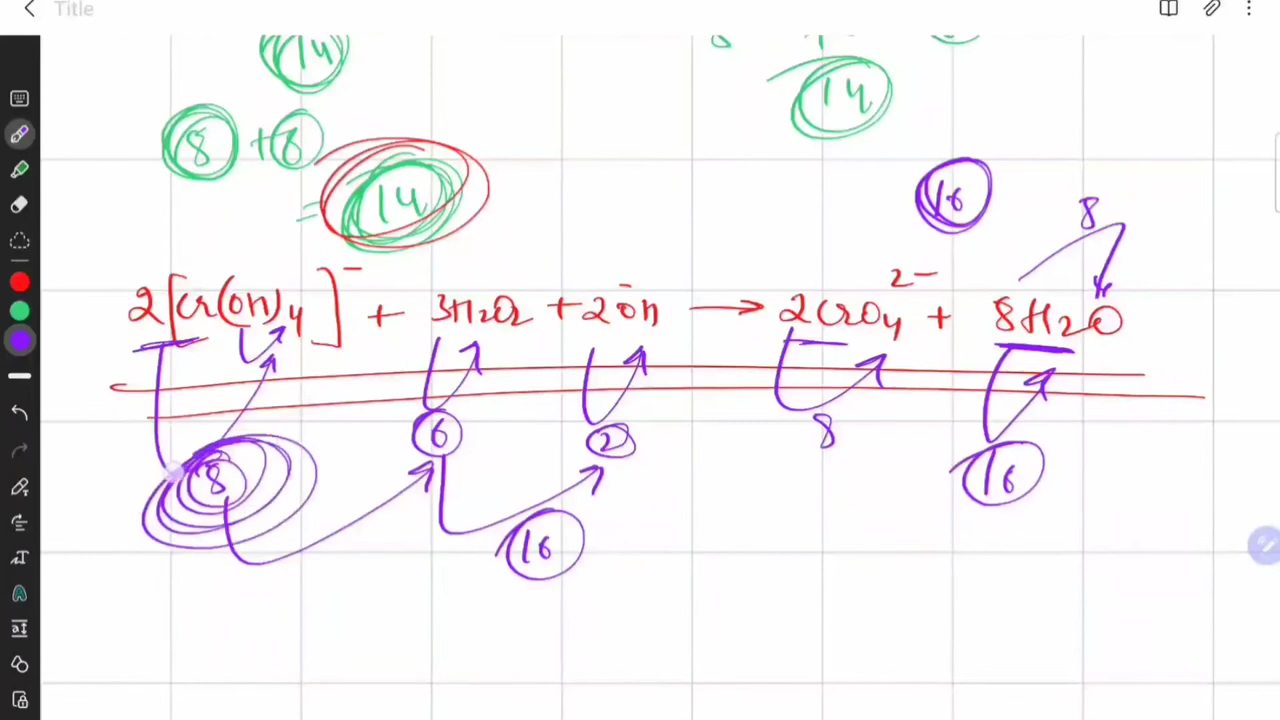 Title
14
14
8 + 8
= 14
16
8
2[Cr(OH)4]⁻ + 3H2O2 + 2ŌH → 2CrO4²⁻ + 8H2O
6 2 8
8 16
16